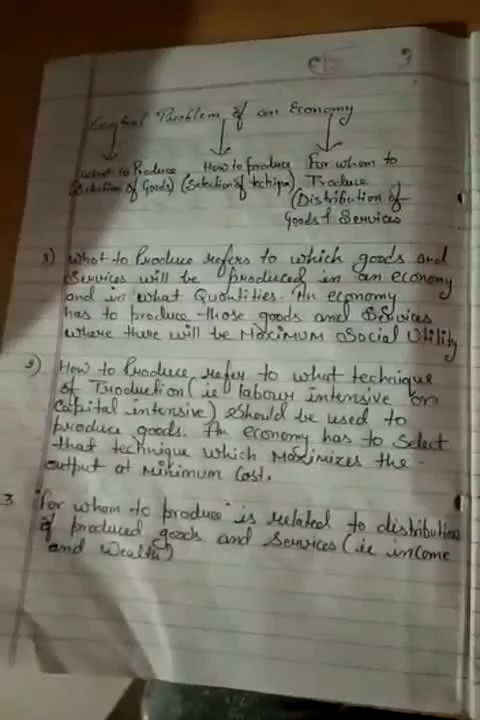 Central Problem of an Economy
What to Produce How to produce For whom to
(Selection of Goods) (Selection of techique) Produce
(Distribution of
Goods & Services
1) What to Produce refers to which goods and
Services will be produced in an economy
and in what Quantities. An economy
has to produce those goods and Services
where there will be Maximum Social Utility.
2) How to Produce refer to what technique
of Production (ie labour intensive or
Capital intensive) should be used to
produce goods. An economy has to select
that technique which Maximizes the
output at Minimum Cost.
3 "For whom to produce" is related to distribution
of produced goods and Services (ie income
and Wealth)